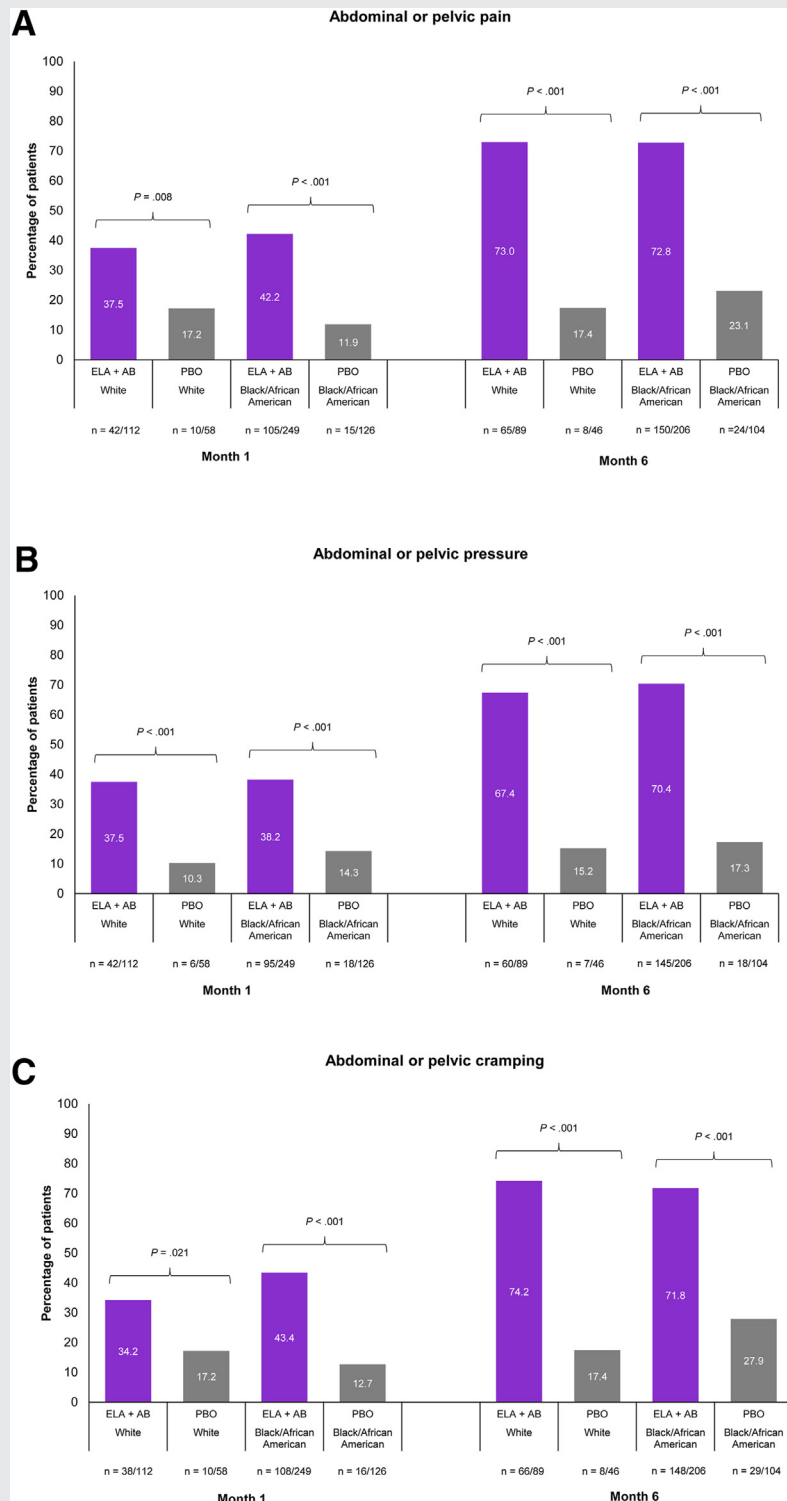 A
Abdominal or pelvic pain
Percentage of patients
100
90
80
70
60
50
40
30
20
10
0
P = .008
P < .001
P < .001
P < .001
37.5
17.2
42.2
11.9
73.0
17.4
72.8
23.1
ELA + AB PBO ELA + AB PBO ELA + AB PBO ELA + AB PBO
White White Black/African Black/African White White Black/African Black/African
American American American American
n = 42/112 n = 10/58 n = 105/249 n = 15/126 n = 65/89 n = 8/46 n = 150/206 n =24/104
Month 1 Month 6
B
Abdominal or pelvic pressure
Percentage of patients
100
90
80
70
60
50
40
30
20
10
0
P < .001
P < .001
P < .001
P < .001
37.5
10.3
38.2
14.3
67.4
15.2
70.4
17.3
ELA + AB PBO ELA + AB PBO ELA + AB PBO ELA + AB PBO
White White Black/African Black/African White White Black/African Black/African
American American American American
n = 42/112 n = 6/58 n = 95/249 n = 18/126 n = 60/89 n = 7/46 n = 145/206 n = 18/104
Month 1 Month 6
C
Abdominal or pelvic cramping
Percentage of patients
100
90
80
70
60
50
40
30
20
10
0
P = .021
P < .001
P < .001
P < .001
34.2
17.2
43.4
12.7
74.2
17.4
71.8
27.9
ELA + AB PBO ELA + AB PBO ELA + AB PBO ELA + AB PBO
White White Black/African Black/African White White Black/African Black/African
American American American American
n = 38/112 n = 10/58 n = 108/249 n = 16/126 n = 66/89 n = 8/46 n = 148/206 n = 29/104
Month 1 Month 6